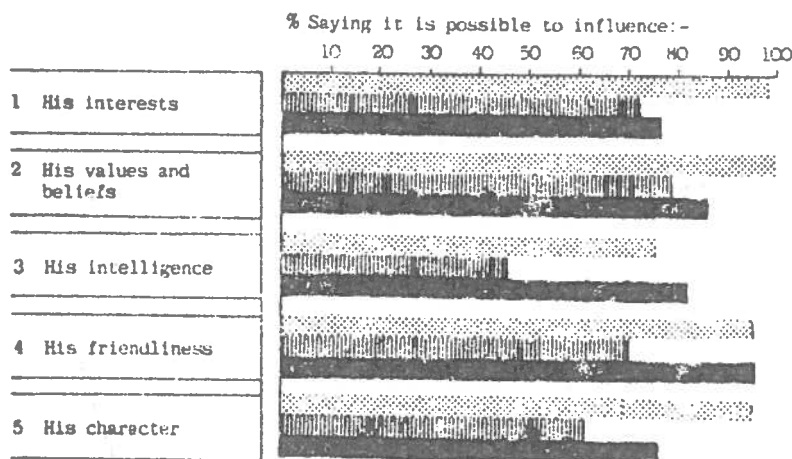 % Saying it is possible to influence:-
10 20 30 40 50 60 70 80 90 100
1 His interests
2 His values and
beliefs
3 His intelligence
4 His friendliness
5 His character